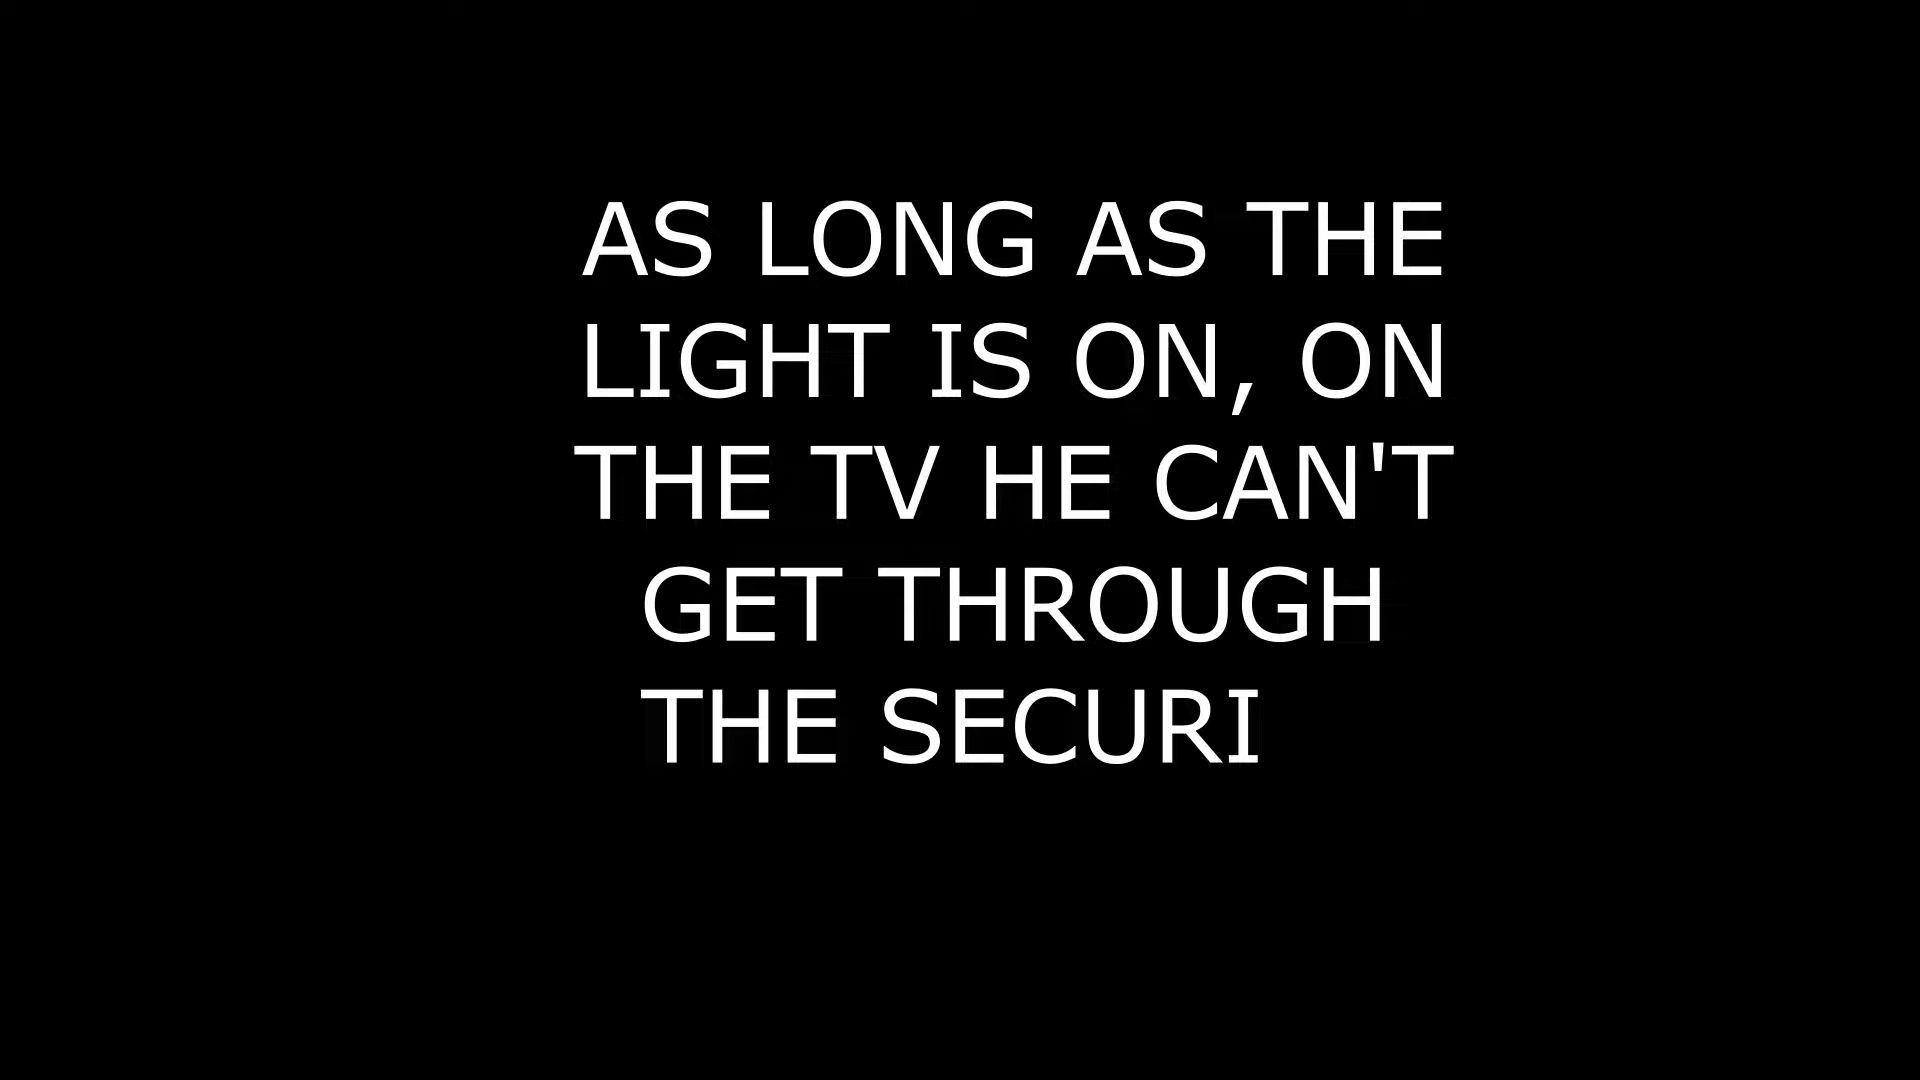 AS LONG AS THE
LIGHT IS ON, ON
THE TV HE CAN'T
GET THROUGH
THE SECURI